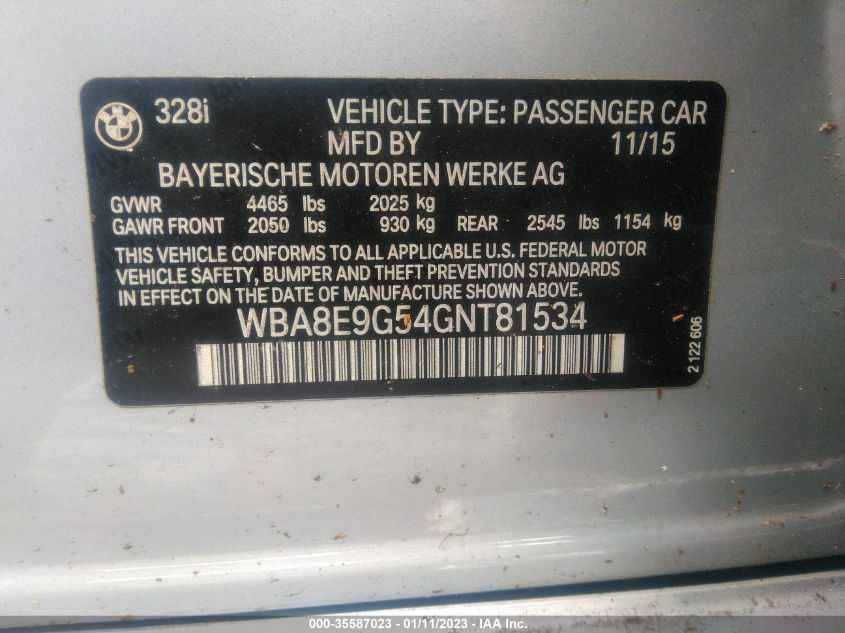 328i VEHICLE TYPE: PASSENGER CAR
MFD BY 11/15
BAYERISCHE MOTOREN WERKE AG
GVWR 4465 lbs 2025 kg
GAWR FRONT 2050 lbs 930 kg REAR 2545 lbs 1154 kg
THIS VEHICLE CONFORMS TO ALL APPLICABLE U.S. FEDERAL MOTOR
VEHICLE SAFETY, BUMPER AND THEFT PREVENTION STANDARDS
IN EFFECT ON THE DATE OF MANUFACTURE SHOWN ABOVE.
WBA8E9G54GNT81534
2 122 606
000-35587023 - 01/11/2023 - IAAI Inc.